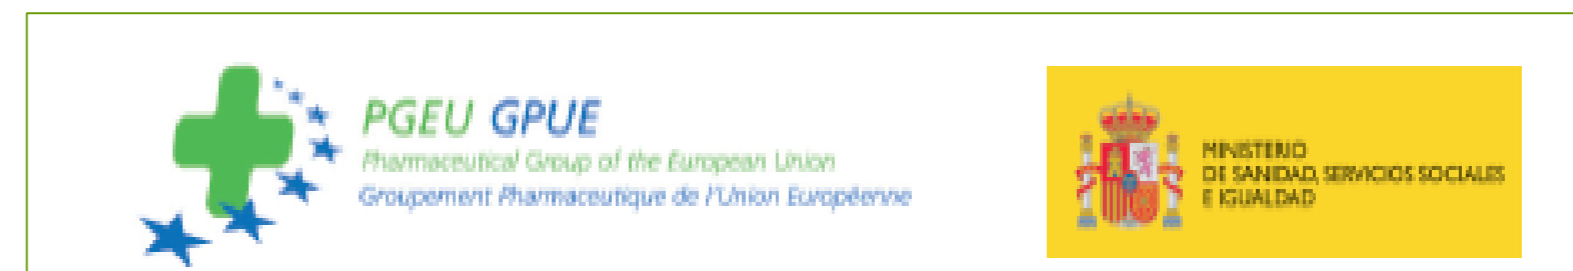 PGEU GPUE
Pharmaceutical Group of the European Union
Groupement Pharmaceutique de l'Union Européenne
MINISTERIO
DE SANIDAD, SERVICIOS SOCIALES
E IGUALDAD